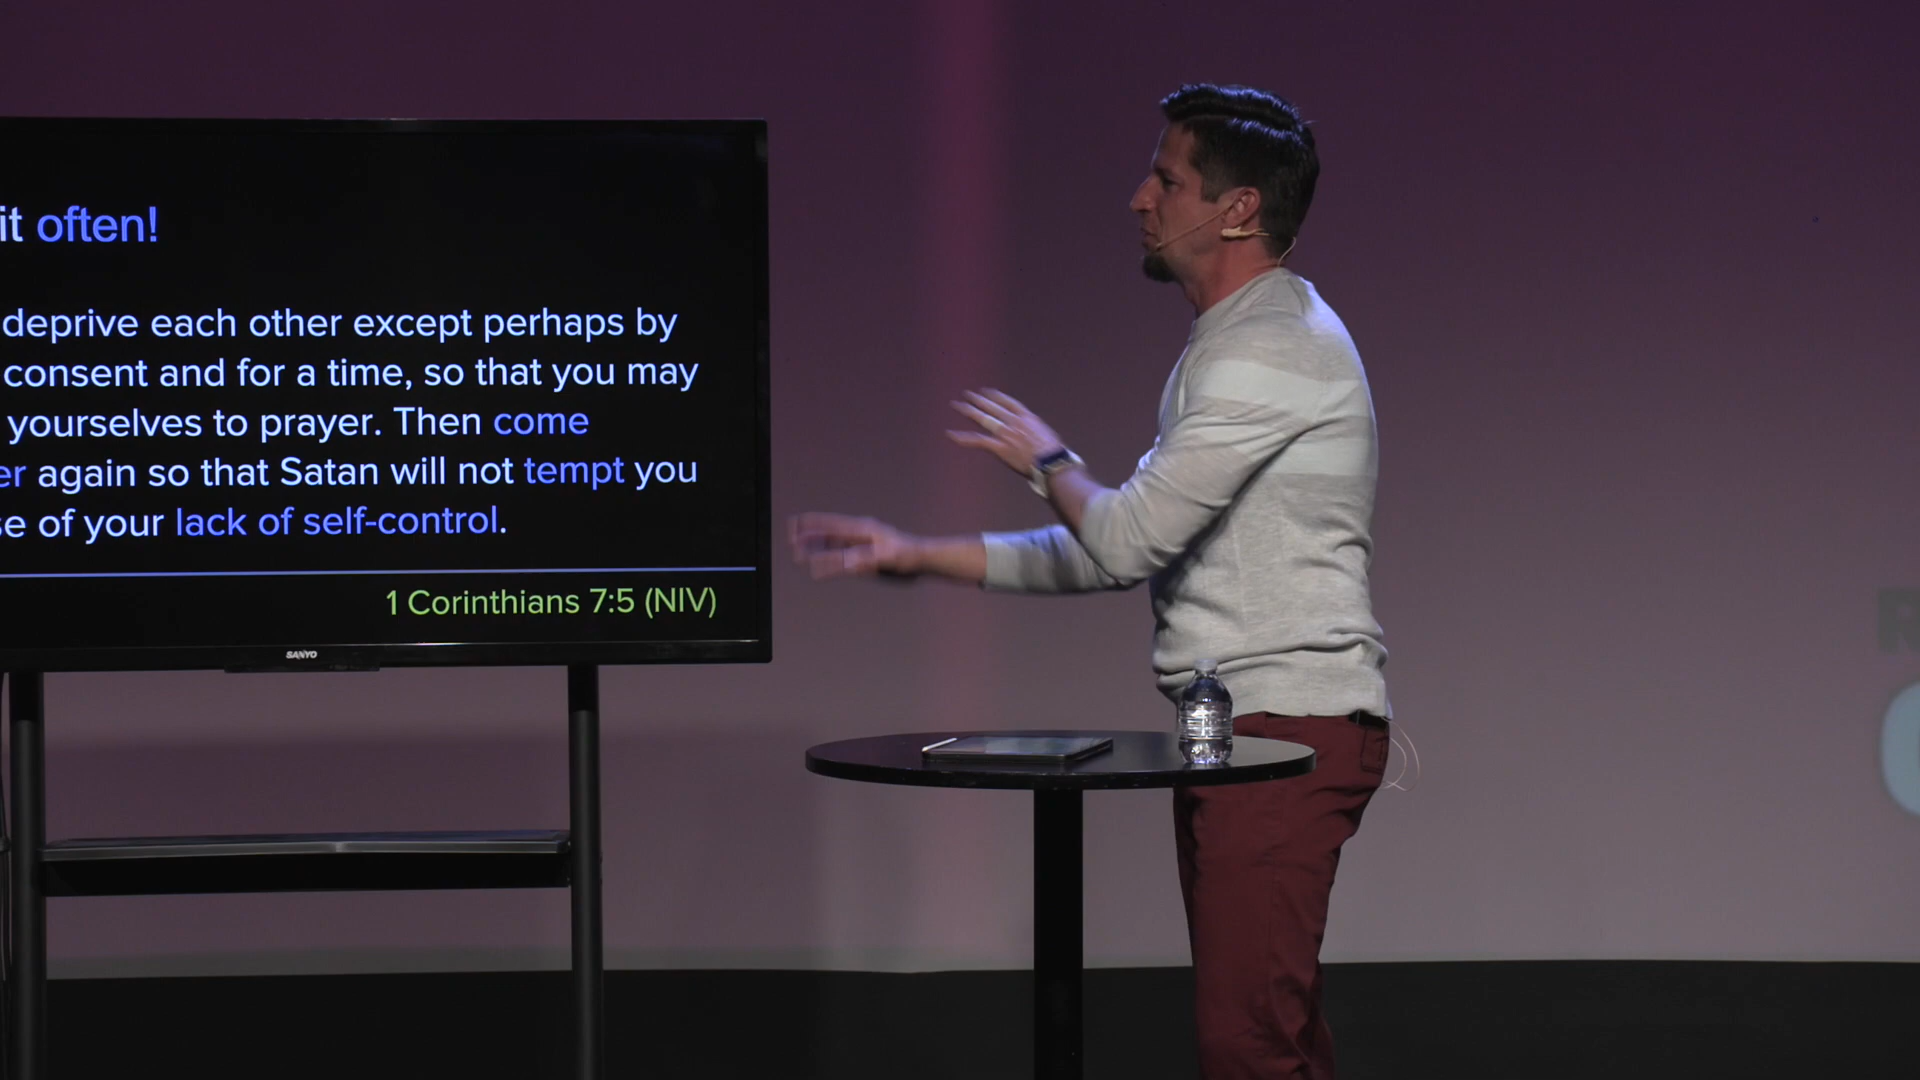 it often!
deprive each other except perhaps by
consent and for a time, so that you may
yourselves to prayer. Then come
er again so that Satan will not tempt you
se of your lack of self-control.
1 Corinthians 7:5 (NIV)
SANYO